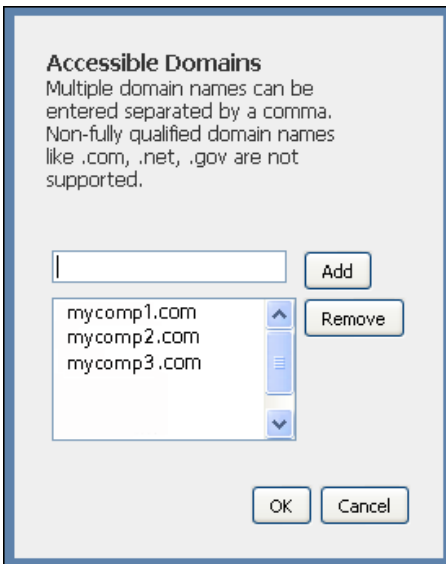 Accessible Domains
Multiple domain names can be
entered separated by a comma.
Non-fully qualified domain names
like .com, .net, .gov are not
supported.
Add
mycomp1.com
mycomp2.com
mycomp3.com
Remove
OK
Cancel